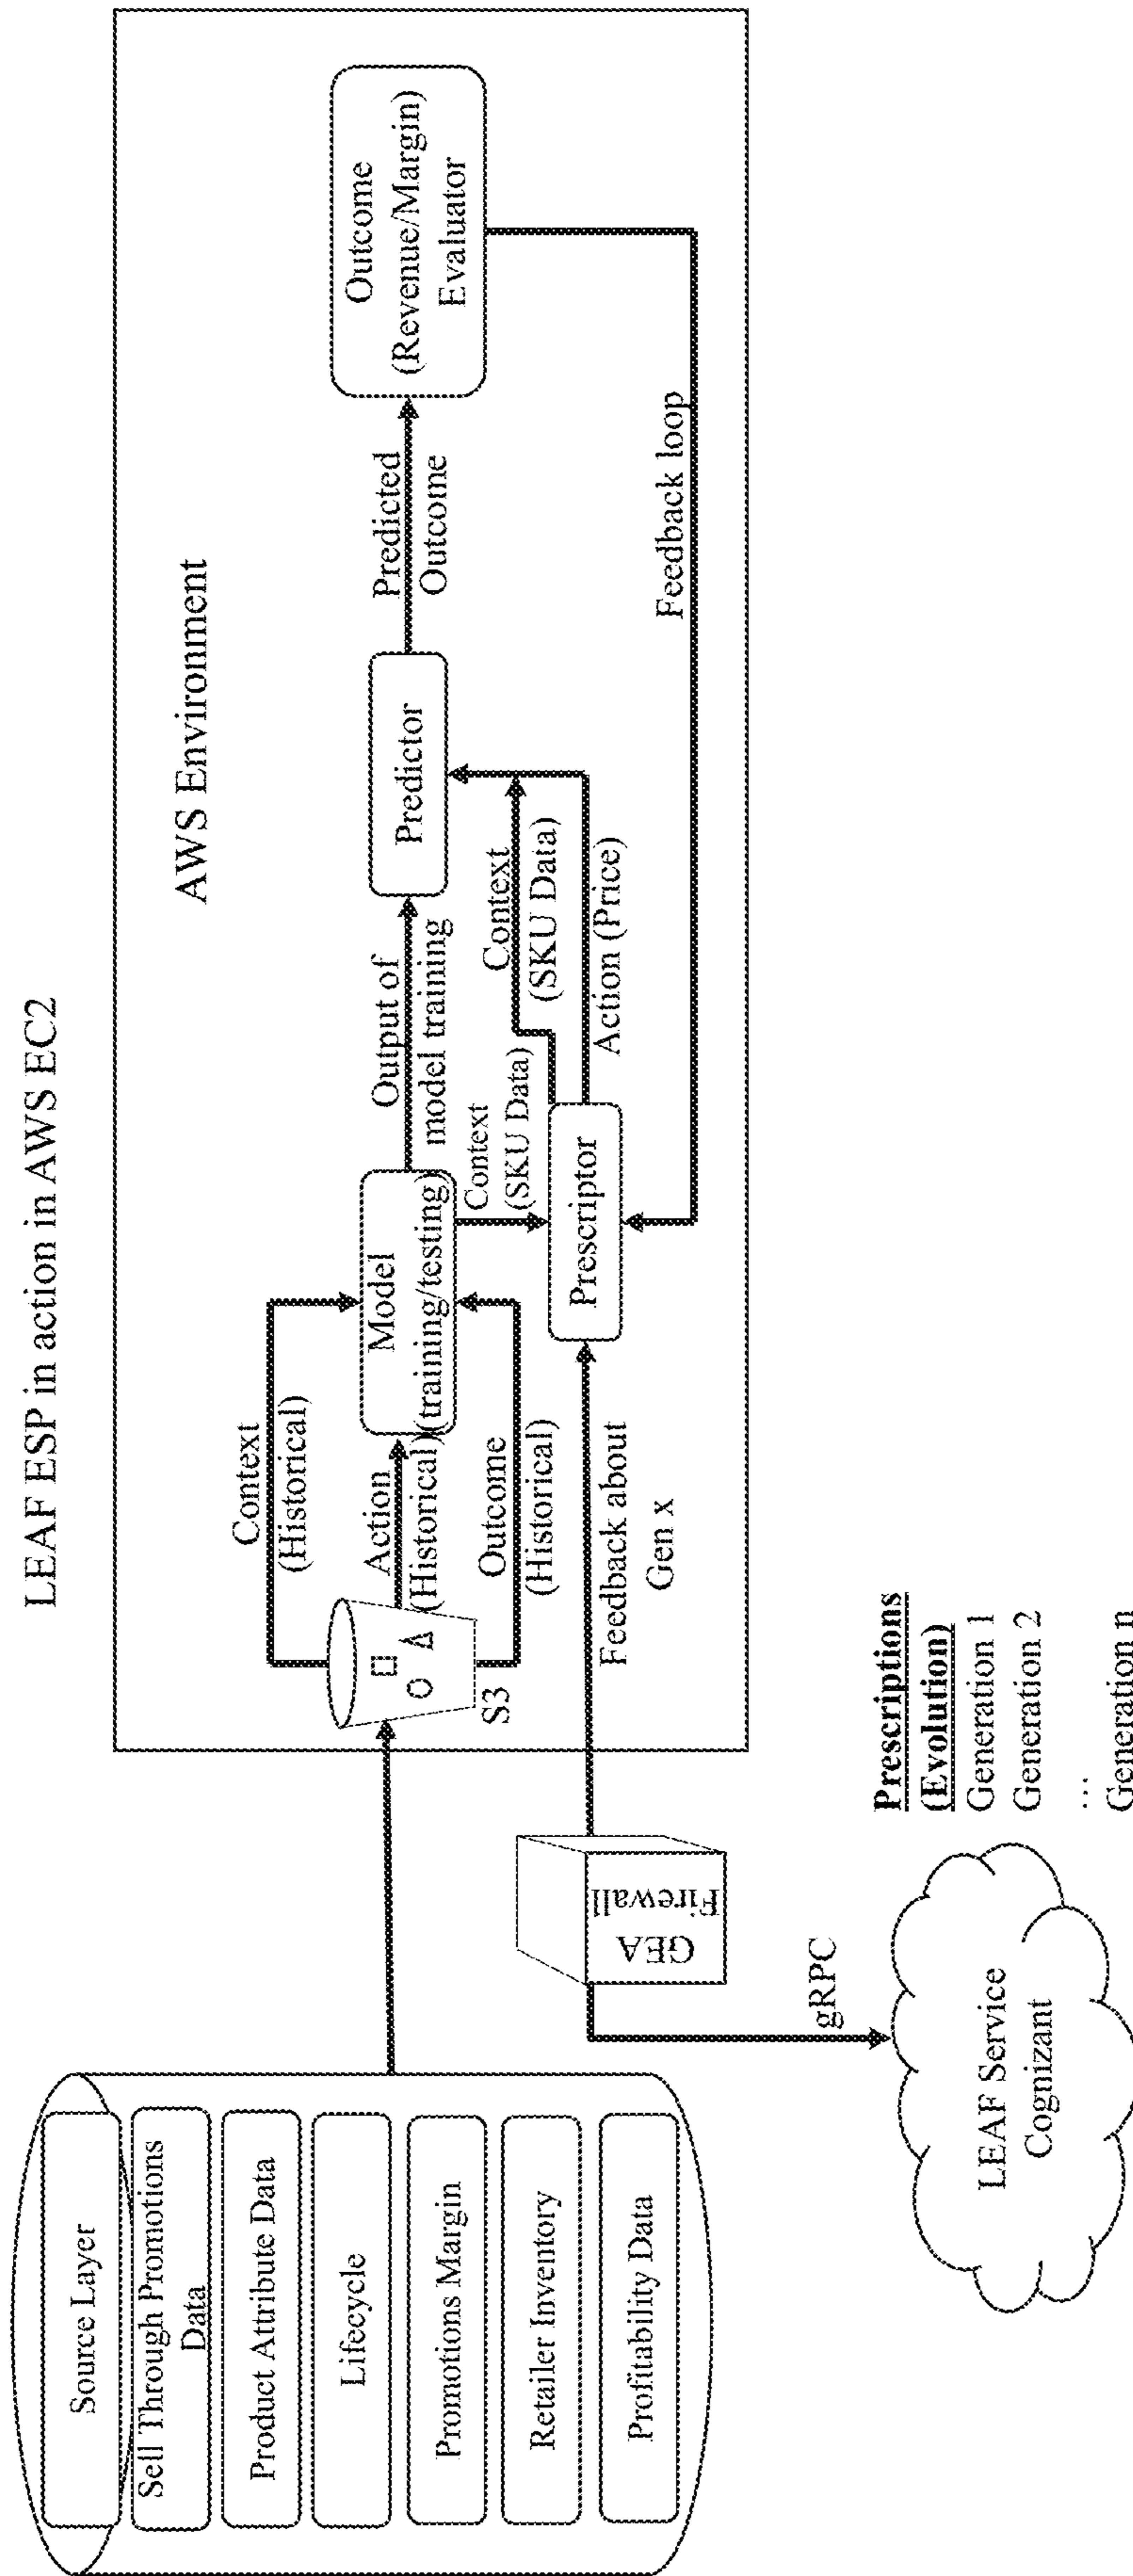 LEAF ESP in action in AWS EC2
Source Layer
Sell Through Promotions
Data
Product Attribute Data
Lifecycle
Promotions Margin
Retailer Inventory
Profitability Data
AWS Environment
S3
Context
(Historical)
Action
(Historical)
Outcome
(Historical)
Model
(training/testing)
Output of
model training
Context
(SKU Data)
Predictor
Predicted
Outcome
Outcome
(Revenue/Margin)
Evaluator
Context
(SKU Data)
Action (Price)
Prescriptor
Feedback loop
Feedback about
Gen x
GEA
Firewall
gRPC
LEAF Service
Cognizant
Prescriptions
(Evolution)
Generation 1
Generation 2
…
Generation n